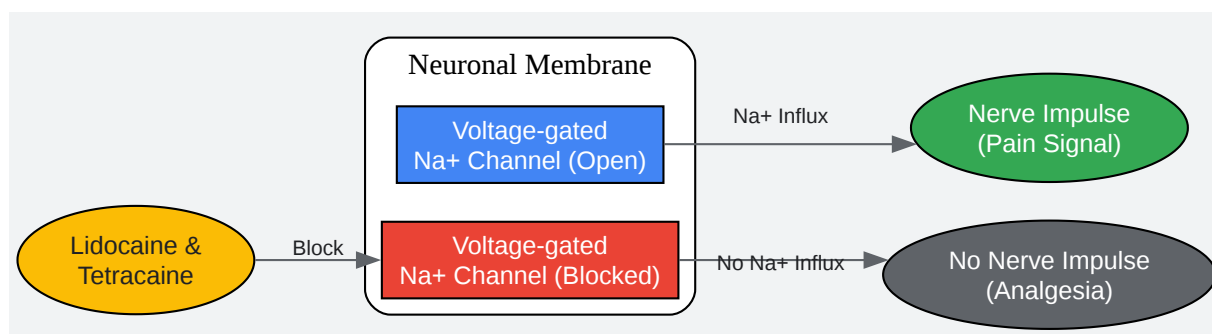 Neuronal Membrane
Voltage-gated
Na+ Channel (Open)
Na+ Influx
Nerve Impulse
(Pain Signal)
Lidocaine &
Tetracaine
Block
Voltage-gated
Na+ Channel (Blocked)
No Na+ Influx
No Nerve Impulse
(Analgesia)